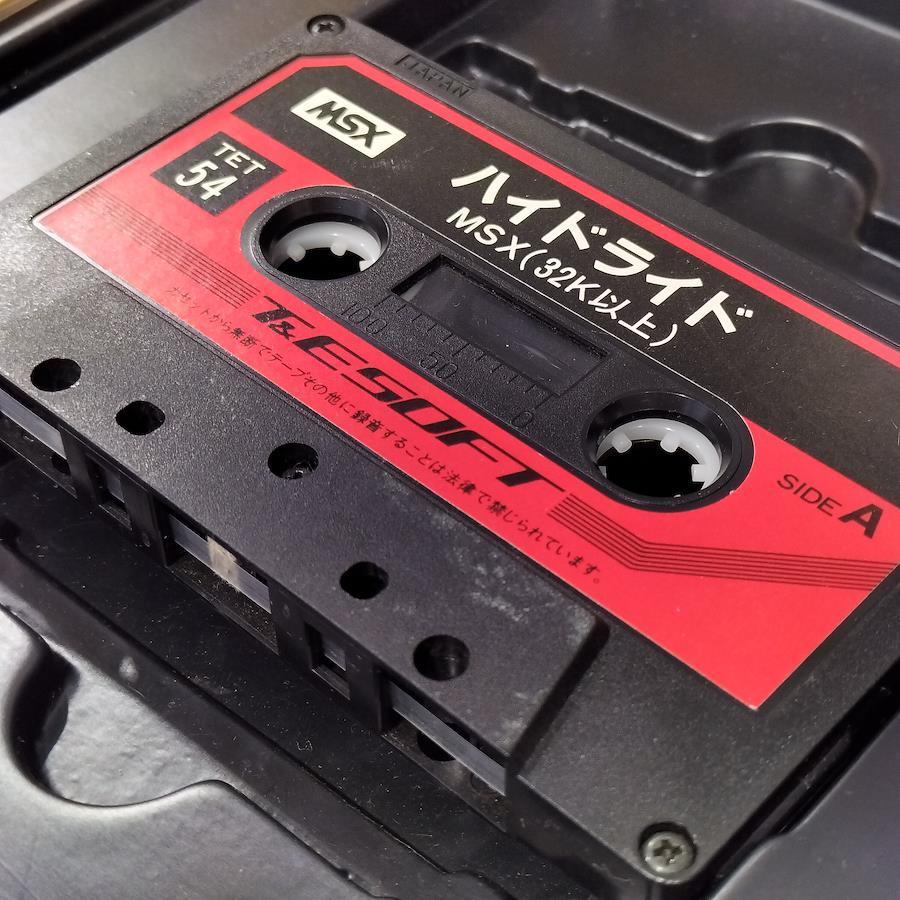 JAPAN
MSX
TET
54
ハイドライド
MSX(32K以上)
100 50 0
T&ESOFT
SIDE A
カセットから無断でテープその他に録音することは法律で禁じられています。